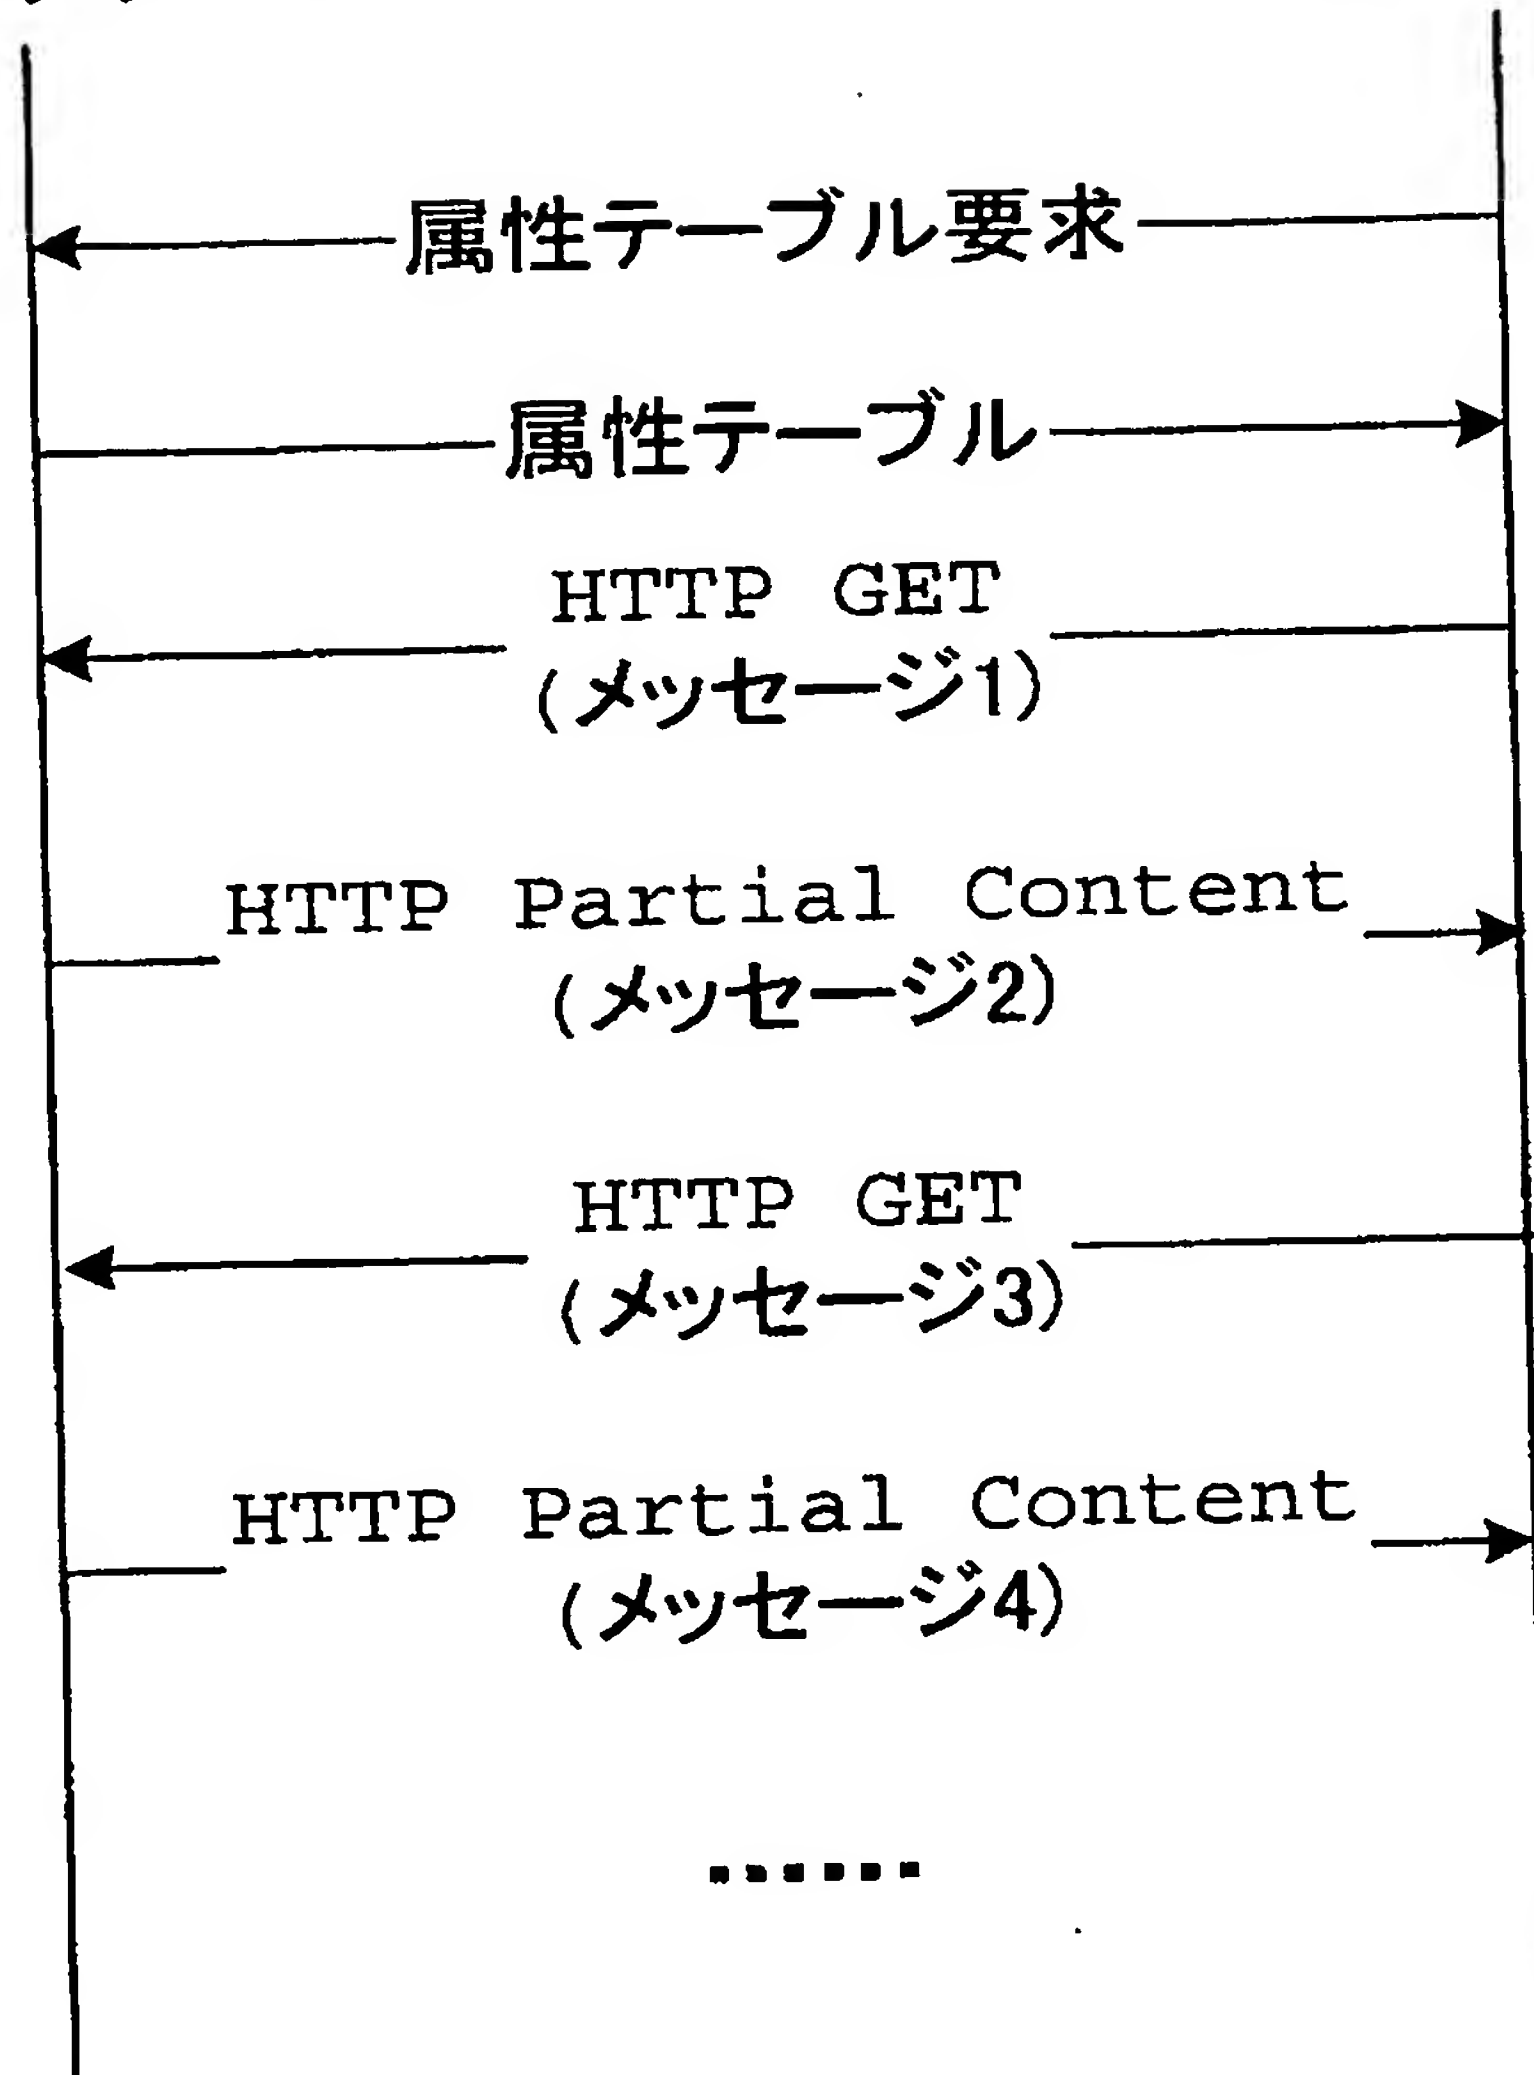 属性テーブル要求
属性テーブル
HTTP GET
(メッセージ1)
HTTP Partial Content
(メッセージ2)
HTTP GET
(メッセージ3)
HTTP Partial Content
(メッセージ4)
......